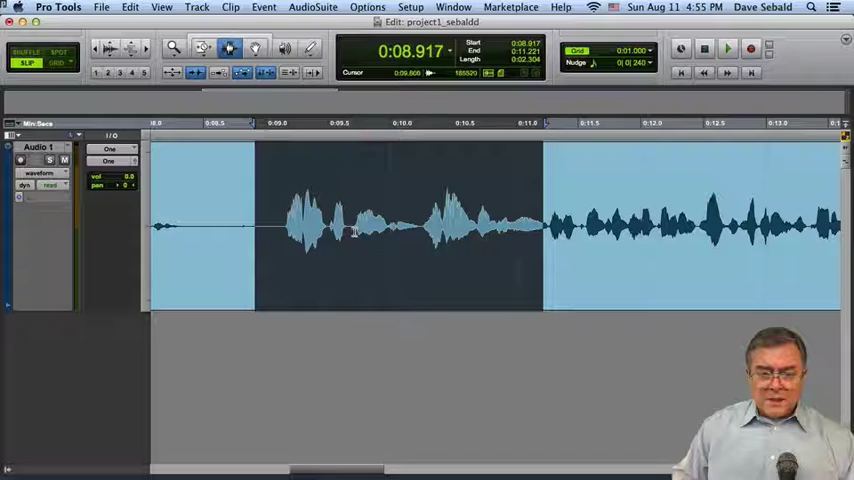 Pro Tools File Edit View Track Clip Event AudioSuite Options Setup Window Marketplace Help Sun Aug 11 4:55 PM Dave Sebald
Edit: project1_sebaldd
SHUFFLE SPOT
SLIP GRID
1 2 3 4 5
0:08.917
Start 0:08.917
End 0:11.221
Length 0:02.304
Cursor 0:09.800 185520
Grid 0:01.000
Nudge 0| 0| 240
Min:Secs 0:08.5 0:09.0 0:09.5 0:10.0 0:10.5 0:11.0 0:11.5 0:12.0 0:12.5 0:13.0
I / O
Audio 1
S M
waveform
dyn read
One
One
vol 0.0
pan 0